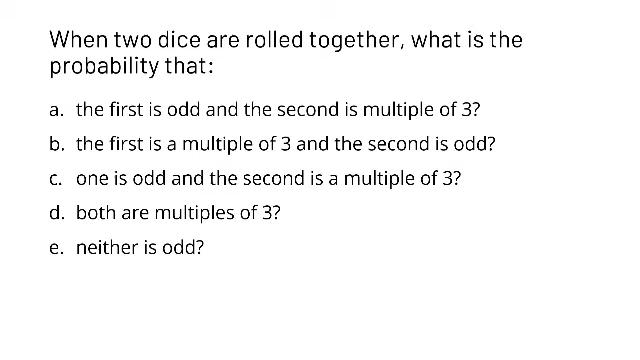 When two dice are rolled together, what is the
probability that:
a. the first is odd and the second is multiple of 3?
b. the first is a multiple of 3 and the second is odd?
c. one is odd and the second is a multiple of 3?
d. both are multiples of 3?
e. neither is odd?